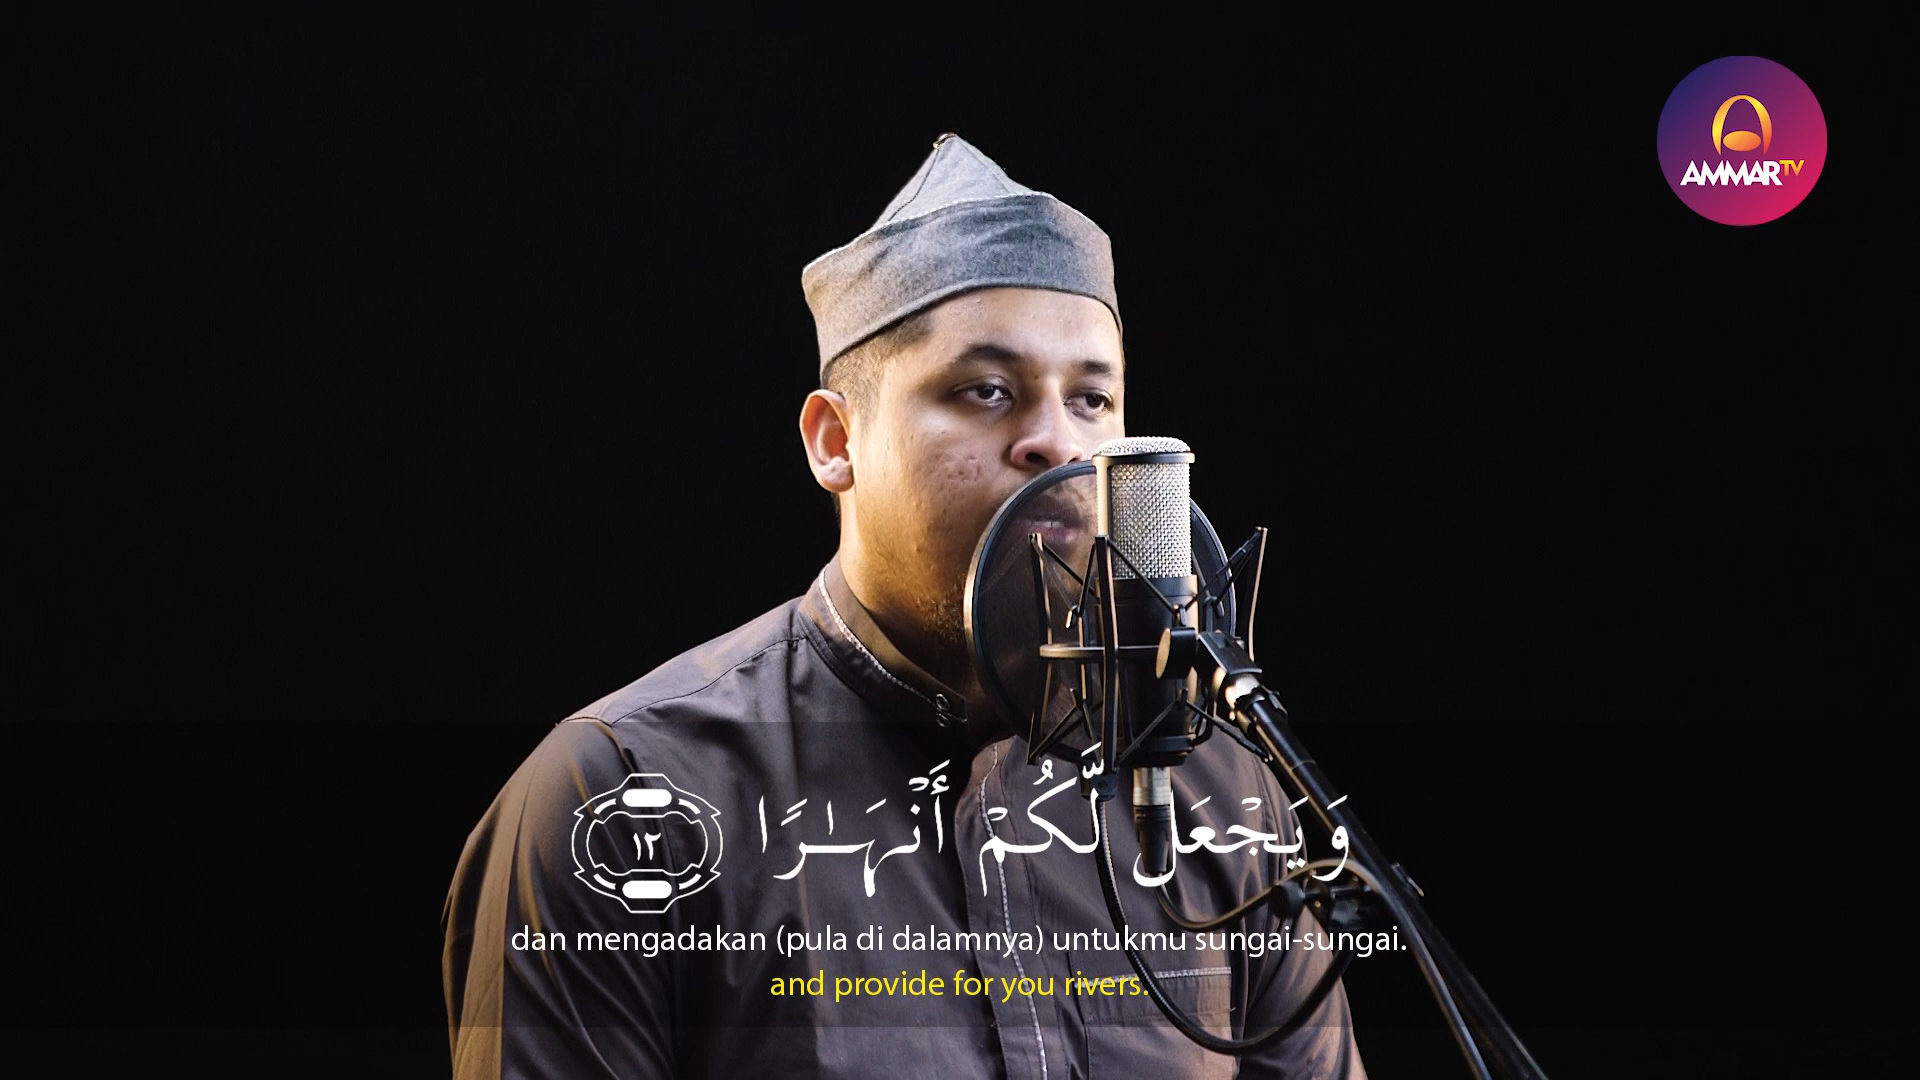 AMMARTV
وَيَجْعَل لَّكُمْ أَنْهَـٰرًا ١٢
dan mengadakan (pula di dalamnya) untukmu sungai-sungai.
and provide for you rivers.